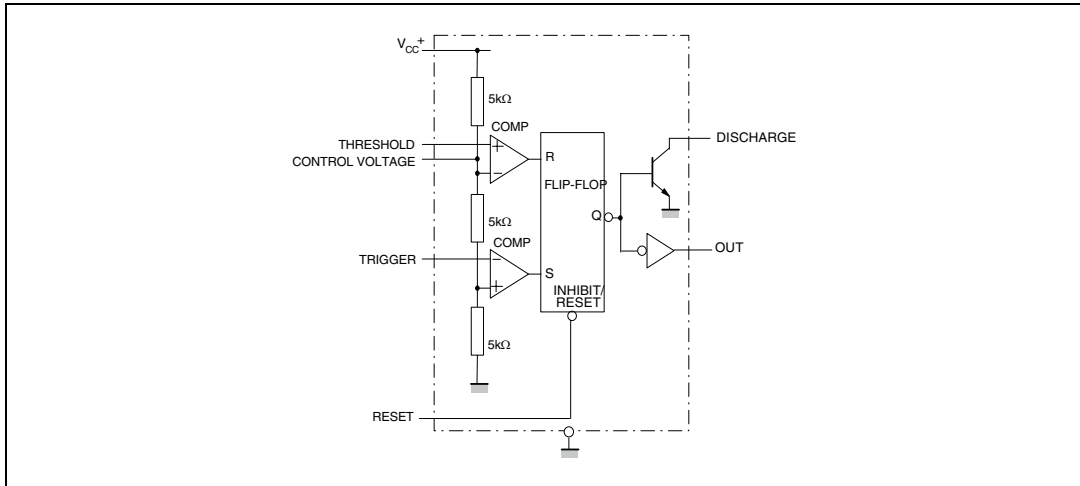 VCC+
5kΩ
COMP
THRESHOLD
+
CONTROL VOLTAGE
−
R
FLIP-FLOP
DISCHARGE
5kΩ
Q
COMP
TRIGGER
−
OUT
S
+
INHIBIT/
RESET
5kΩ
RESET